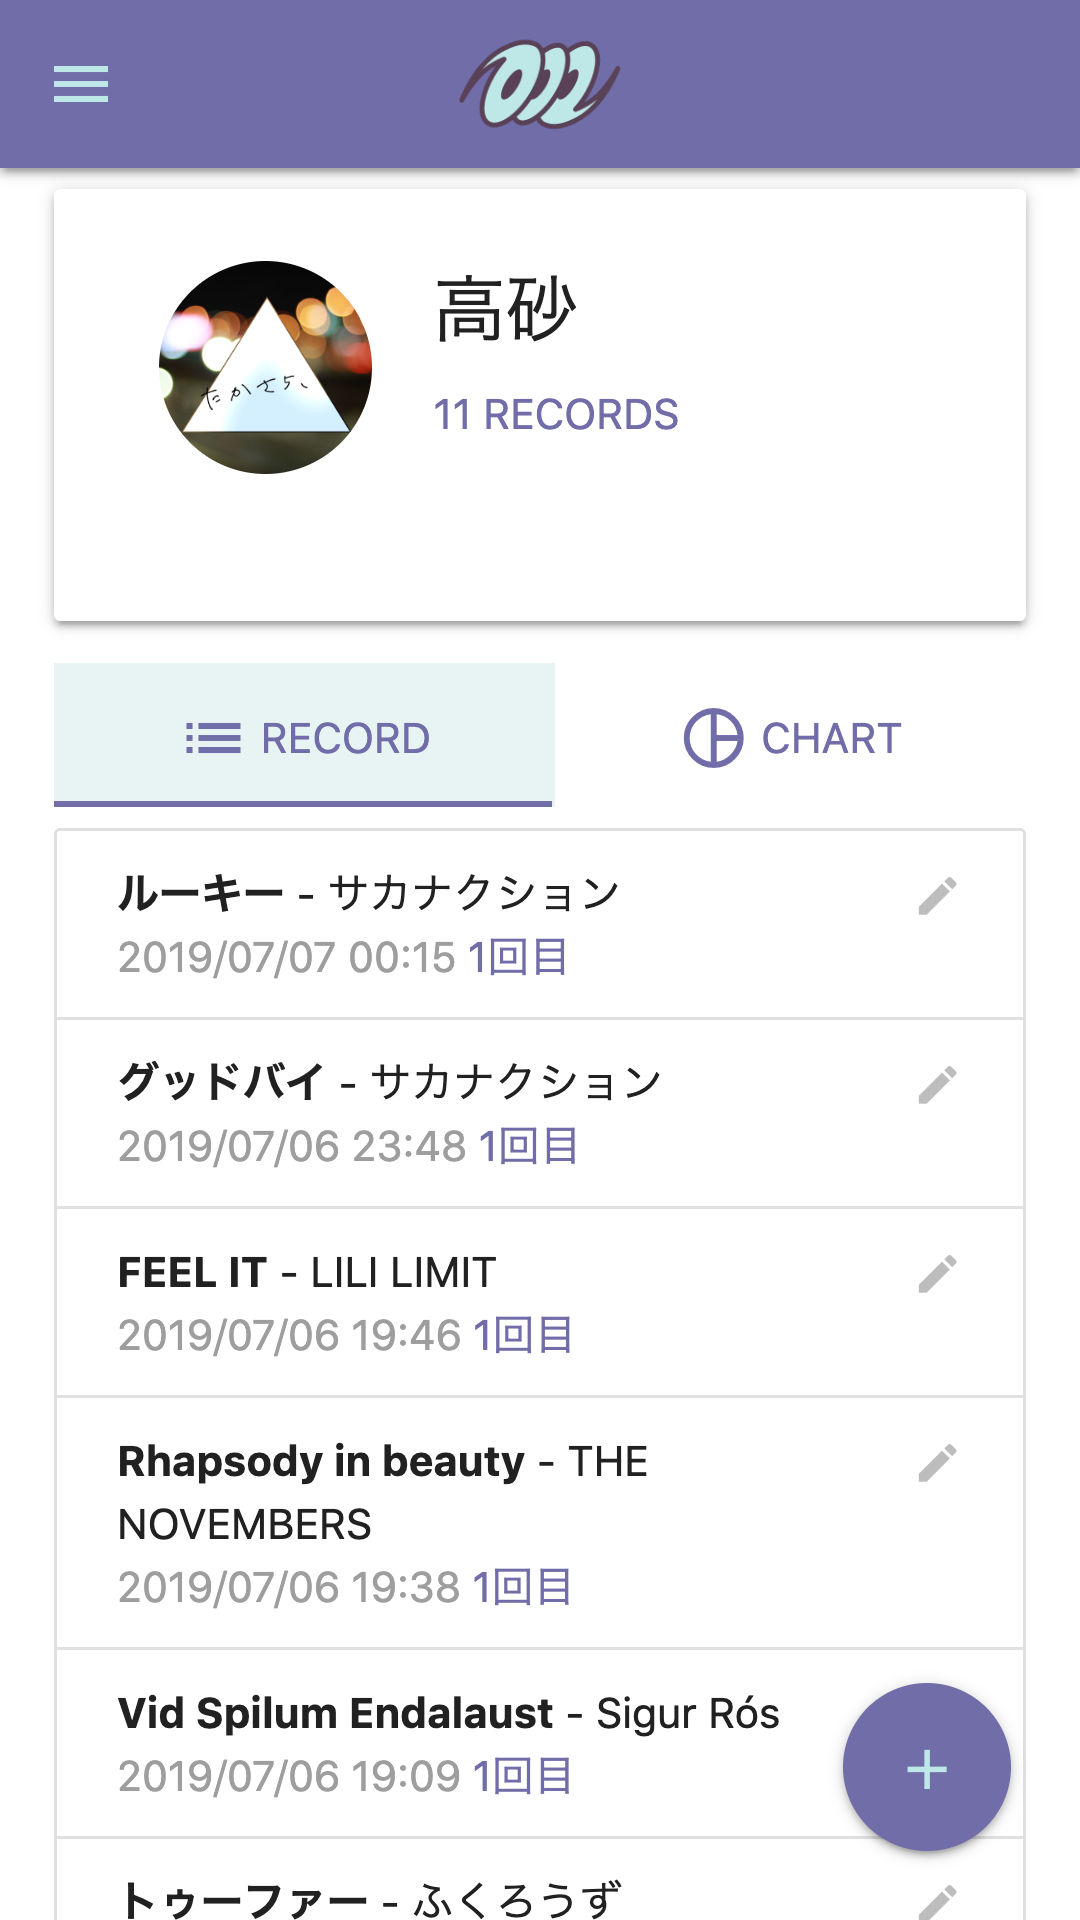 高砂
たかさら、
11 RECORDS
RECORD
CHART
ルーキー - サカナクション
2019/07/07 00:15 1回目
グッドバイ - サカナクション
2019/07/06 23:48 1回目
FEEL IT - LILI LIMIT
2019/07/06 19:46 1回目
Rhapsody in beauty - THE
NOVEMBERS
2019/07/06 19:38 1回目
Vid Spilum Endalaust - Sigur Rós
2019/07/06 19:09 1回目
トゥーファー - ふくろうず